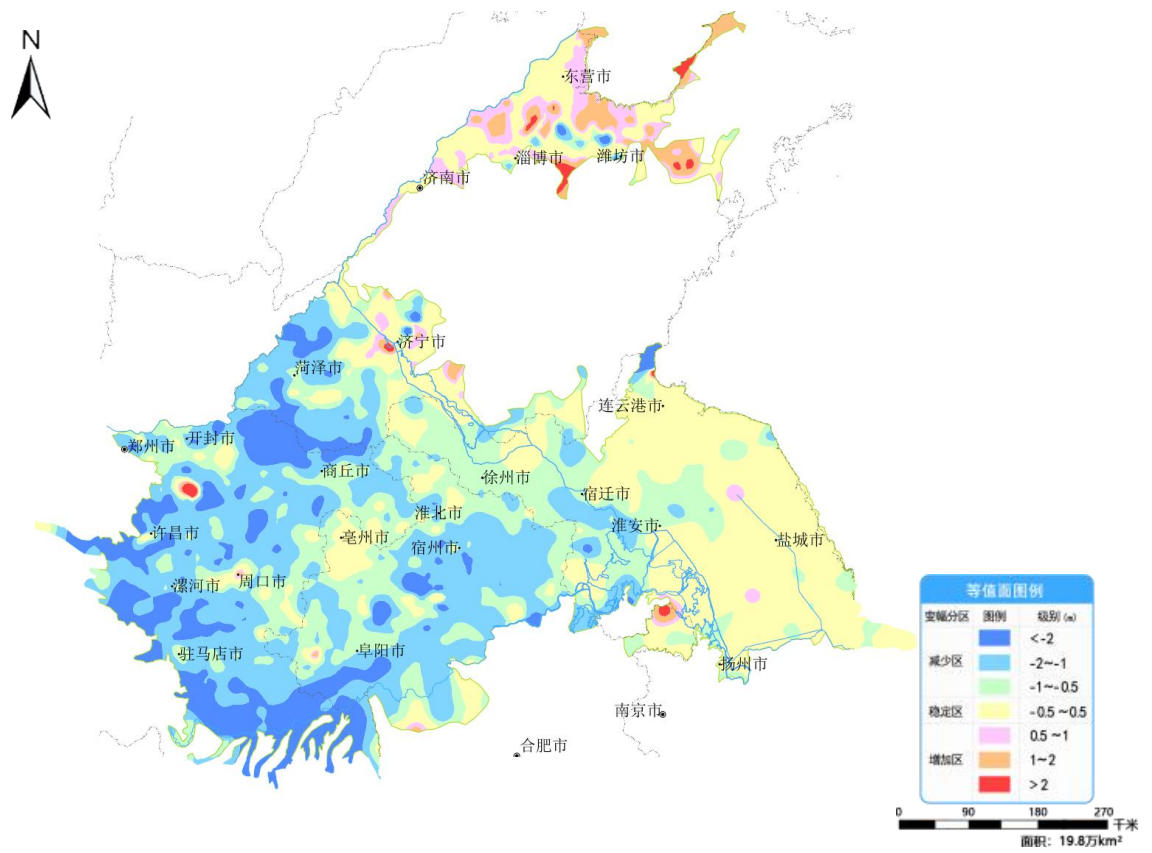 N
东营市
淄博市
潍坊市
济南市
济宁市
菏泽市
连云港市
郑州市
开封市
商丘市
徐州市
宿迁市
许昌市
亳州市
淮北市
宿州市
淮安市
盐城市
漯河市
周口市
驻马店市
阜阳市
扬州市
南京市
合肥市
等值面图例
变幅分区 图例 级别 (m)
减少区
<-2
-2~-1
-1~-0.5
稳定区 -0.5~0.5
增加区
0.5~1
1~2
>2
0 90 180 270
千米
面积：19.8万km²